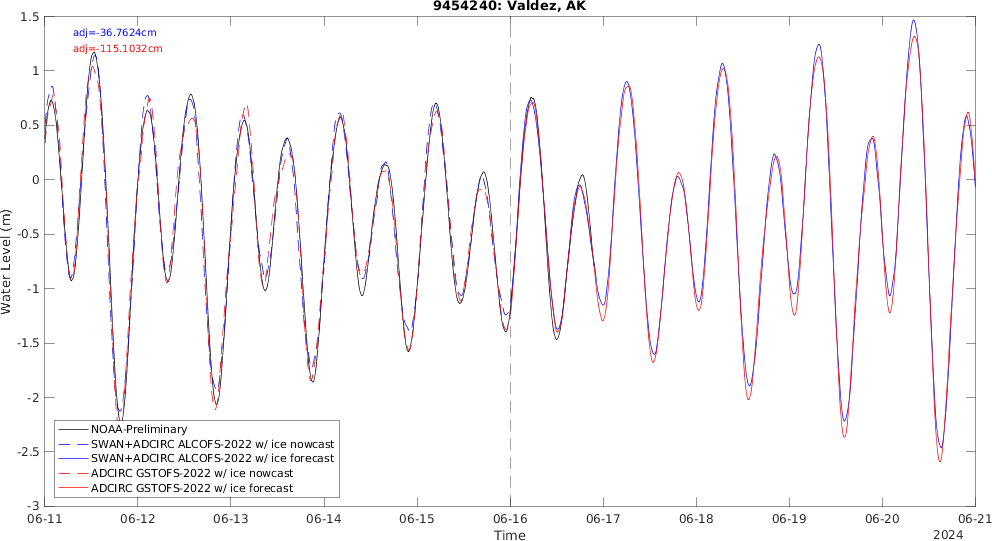 9454240: Valdez, AK
adj=-36.7624cm
adj=-115.1032cm
Water Level (m)
1.5
1
0.5
0
-0.5
-1
-1.5
-2
-2.5
-3
NOAA-Preliminary
SWAN+ADCIRC ALCOFS-2022 w/ ice nowcast
SWAN+ADCIRC ALCOFS-2022 w/ ice forecast
ADCIRC GSTOFS-2022 w/ ice nowcast
ADCIRC GSTOFS-2022 w/ ice forecast
06-11 06-12 06-13 06-14 06-15 06-16 06-17 06-18 06-19 06-20 06-21
Time
2024